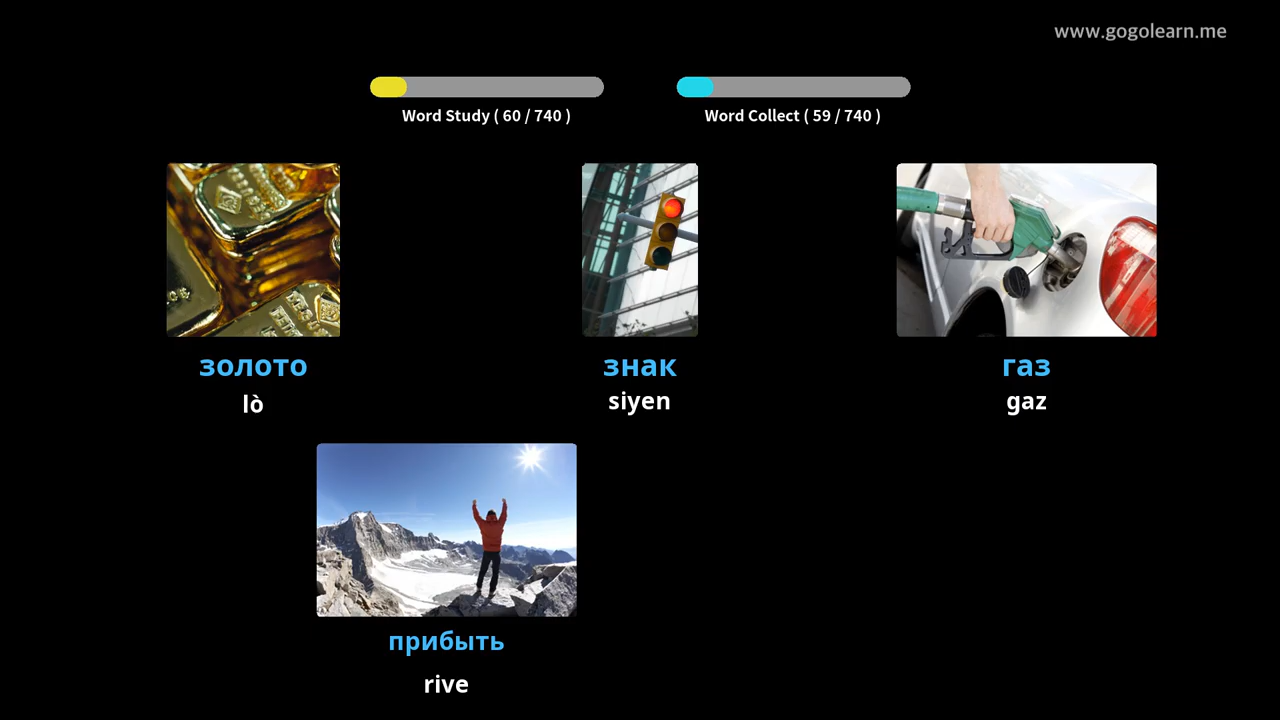 www.gogolearn.me
Word Study ( 60 / 740 )
Word Collect ( 59 / 740 )
золото
знак
газ
lò
siyen
gaz
прибыть
rive